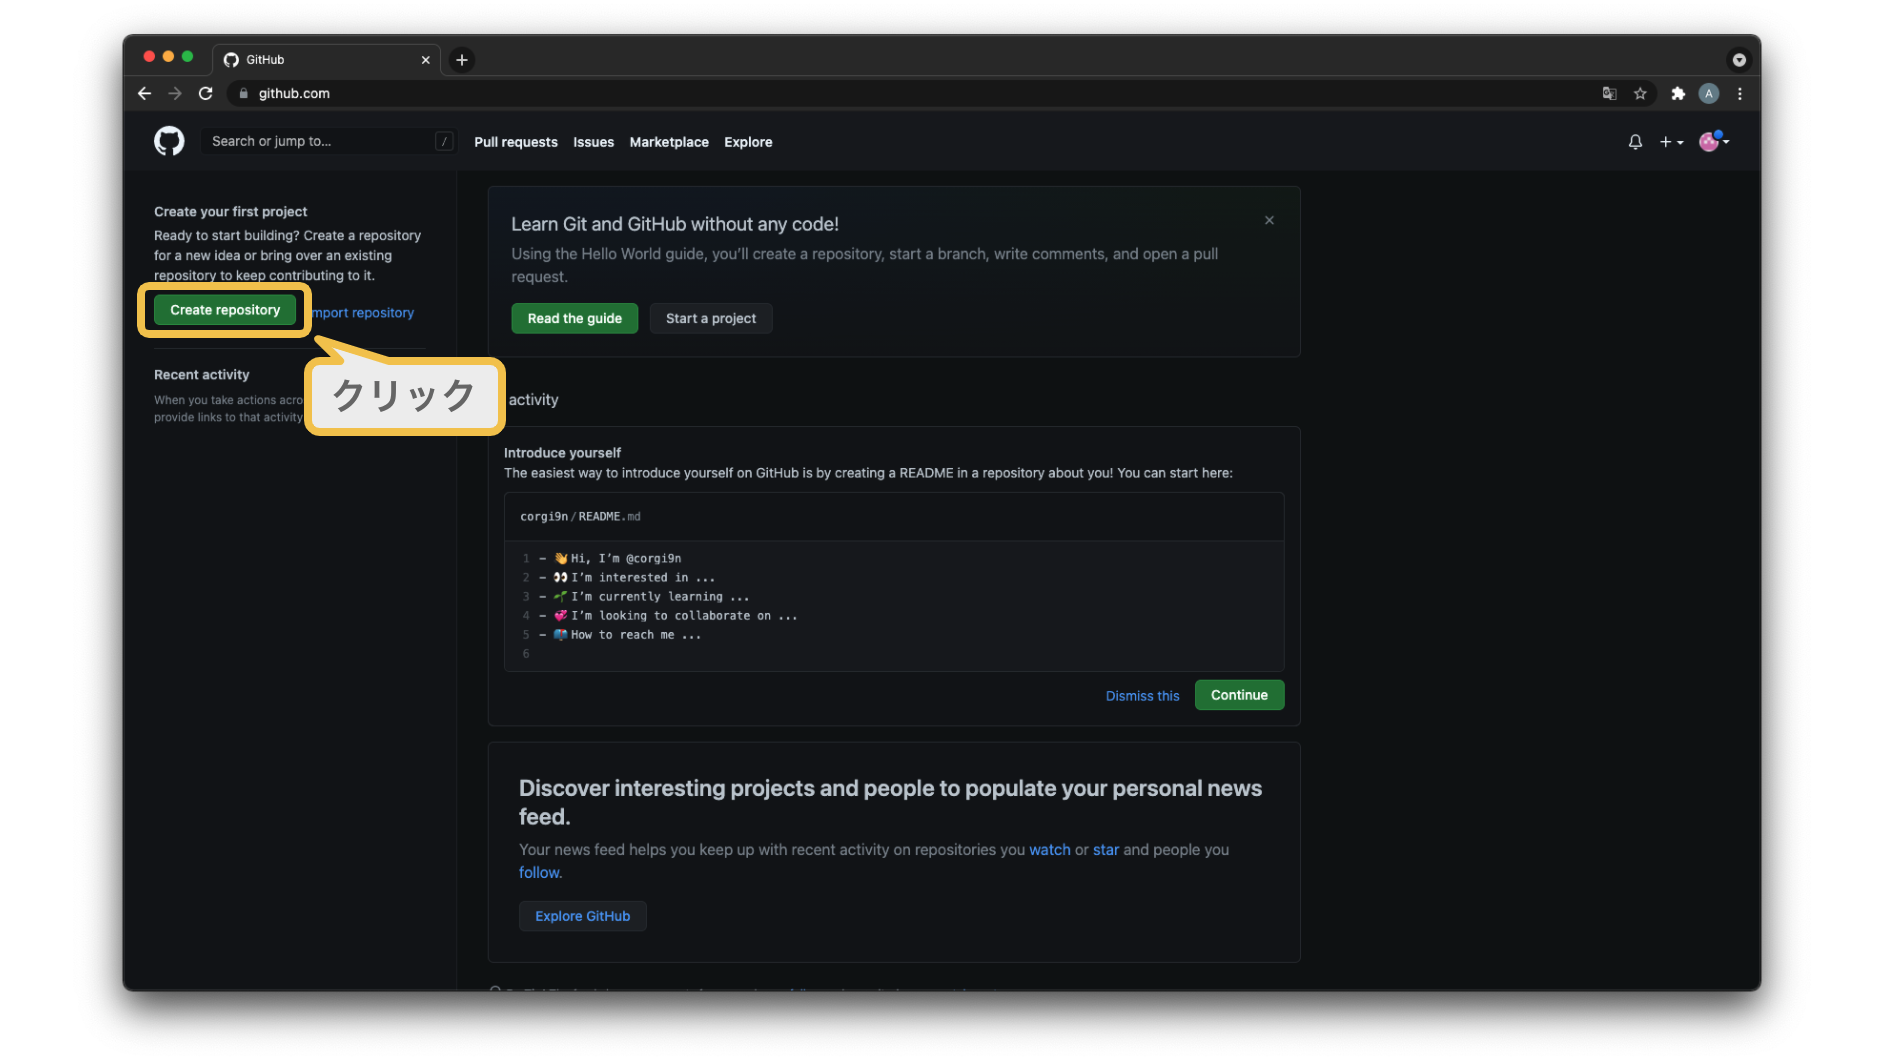 GitHub
github.com
A
Search or jump to...
/
Pull requests
Issues
Marketplace
Explore
Create your first project
Ready to start building? Create a repository
for a new idea or bring over an existing
repository to keep contributing to it.
Create repository
mport repository
クリック
Recent activity
When you take actions acro
provide links to that activity
Learn Git and GitHub without any code!
Using the Hello World guide, you’ll create a repository, start a branch, write comments, and open a pull
request.
Read the guide
Start a project
activity
Introduce yourself
The easiest way to introduce yourself on GitHub is by creating a README in a repository about you! You can start here:
corgi9n/README.md
1 - 👋 Hi, I’m @corgi9n
2 - 👀 I’m interested in ...
3 - 🌱 I’m currently learning ...
4 - 💞️ I’m looking to collaborate on ...
5 - 📫 How to reach me ...
6
Dismiss this
Continue
Discover interesting projects and people to populate your personal news
feed.
Your news feed helps you keep up with recent activity on repositories you watch or star and people you
follow.
Explore GitHub